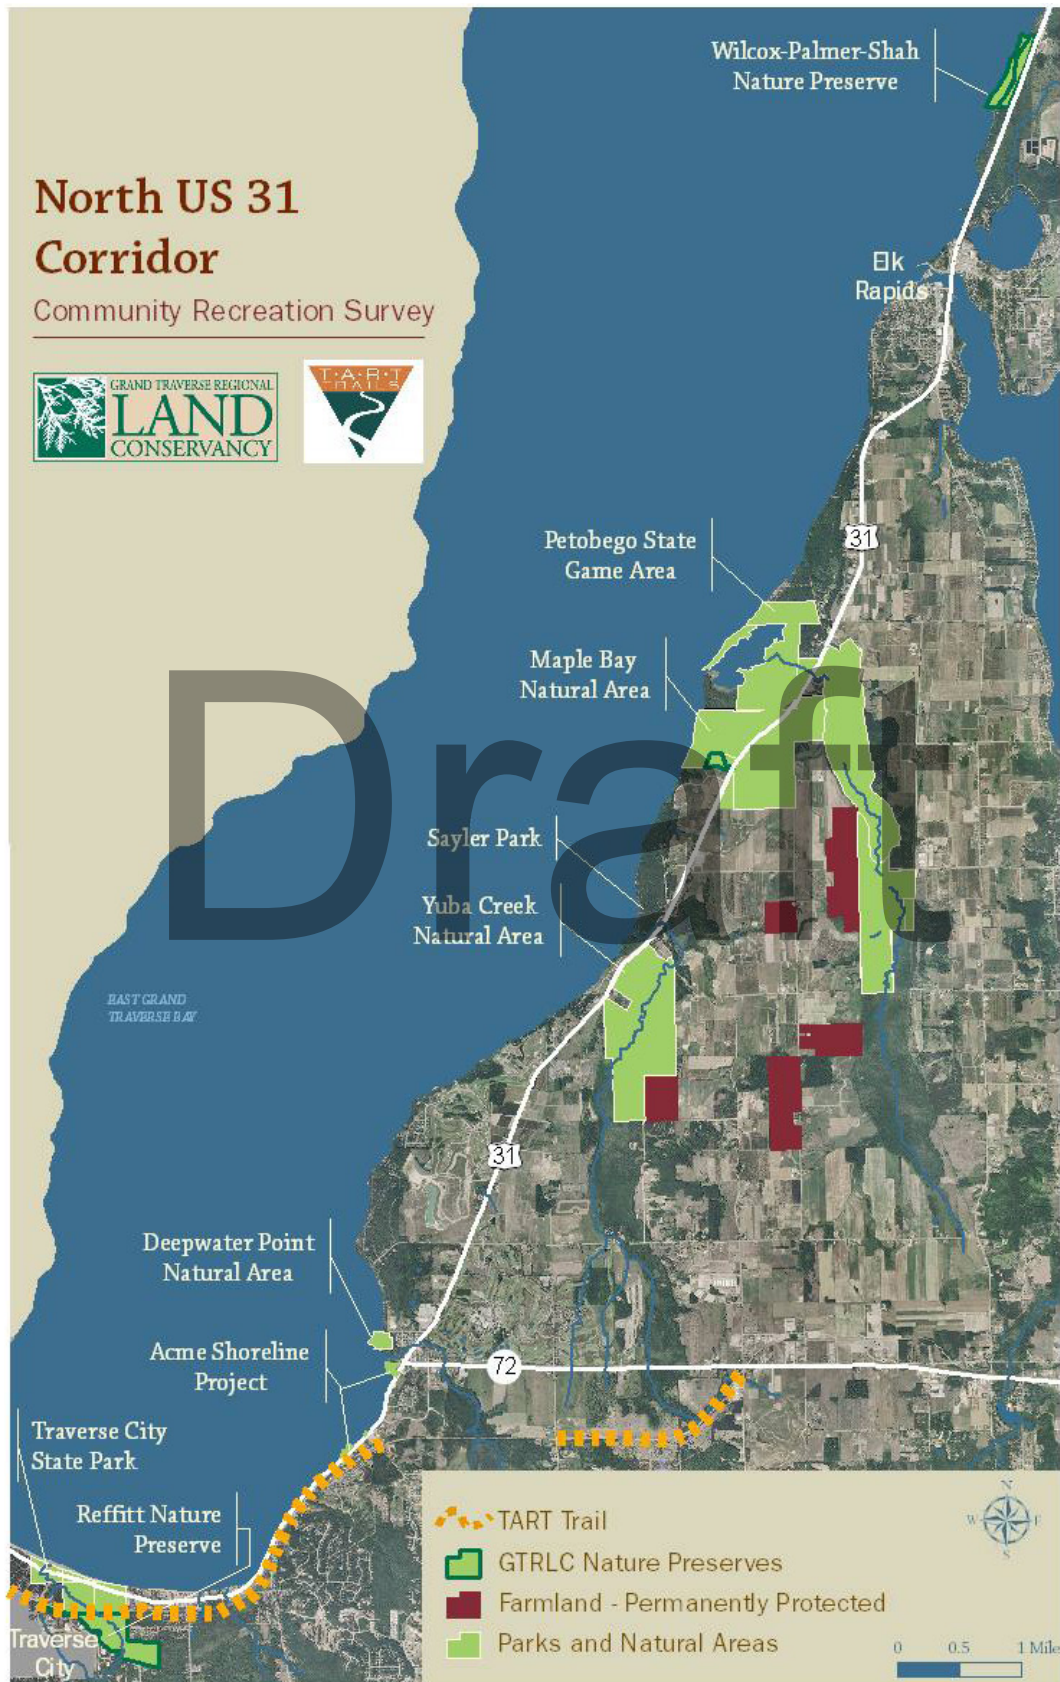 Wilcox-Palmer-Shah
Nature Preserve
North US 31
Corridor
Community Recreation Survey
GRAND TRAVERSE REGIONAL
LAND
CONSERVANCY
T·A·R·T
TRAILS
Elk
Rapids
31
Petobego State
Game Area
Maple Bay
Natural Area
Draft
Sayler Park
Yuba Creek
Natural Area
EAST GRAND
TRAVERSE BAY
31
Deepwater Point
Natural Area
Acme Shoreline
Project
72
Traverse City
State Park
Reffitt Nature
Preserve
Traverse
City
TART Trail
GTRLC Nature Preserves
Farmland - Permanently Protected
Parks and Natural Areas
N
W E
S
0 0.5 1 Mile